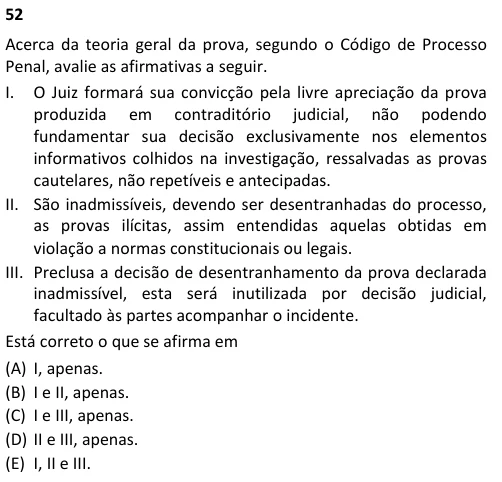 52
Acerca da teoria geral da prova, segundo o Código de Processo
Penal, avalie as afirmativas a seguir.
I. O Juiz formará sua convicção pela livre apreciação da prova
produzida em contraditório judicial, não podendo
fundamentar sua decisão exclusivamente nos elementos
informativos colhidos na investigação, ressalvadas as provas
cautelares, não repetíveis e antecipadas.
II. São inadmissíveis, devendo ser desentranhadas do processo,
as provas ilícitas, assim entendidas aquelas obtidas em
violação a normas constitucionais ou legais.
III. Preclusa a decisão de desentranhamento da prova declarada
inadmissível, esta será inutilizada por decisão judicial,
facultado às partes acompanhar o incidente.
Está correto o que se afirma em
(A) I, apenas.
(B) I e II, apenas.
(C) I e III, apenas.
(D) II e III, apenas.
(E) I, II e III.